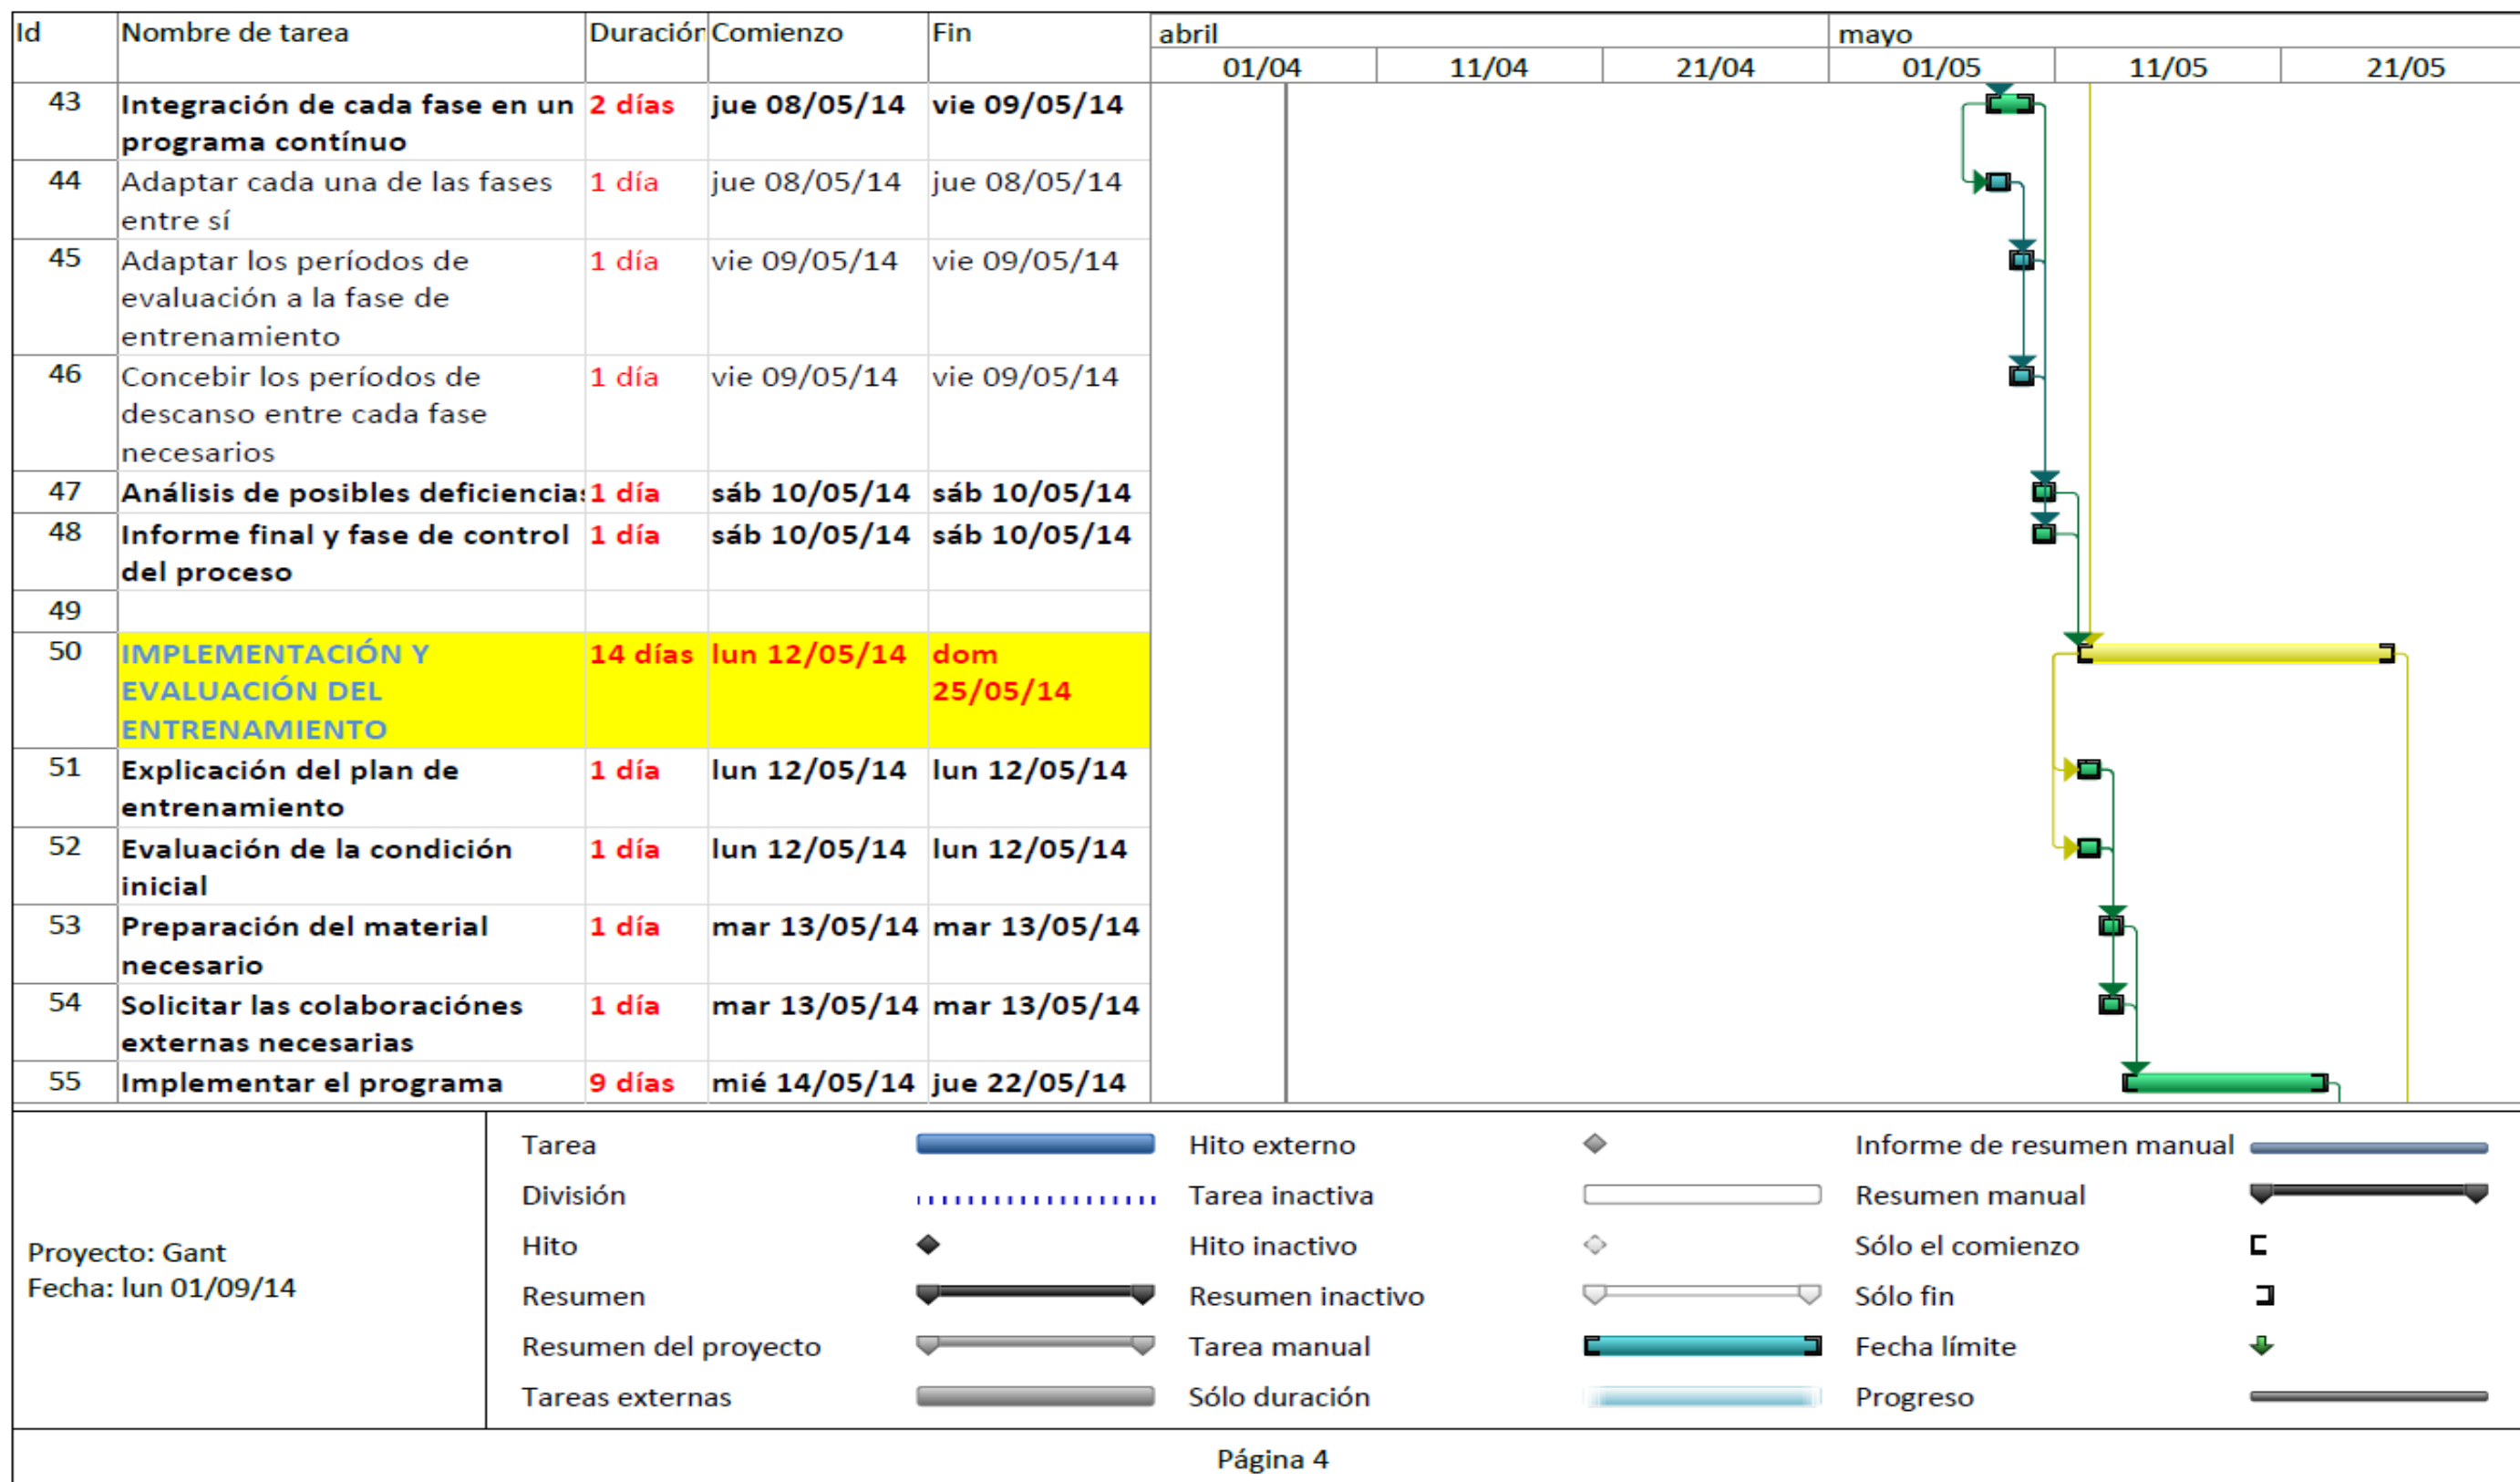 Id Nombre de tarea Duración Comienzo Fin abril mayo
01/04 11/04 21/04 01/05 11/05 21/05
43 Integración de cada fase en un 2 días jue 08/05/14 vie 09/05/14
programa contínuo
44 Adaptar cada una de las fases 1 día jue 08/05/14 jue 08/05/14
entre sí
45 Adaptar los períodos de 1 día vie 09/05/14 vie 09/05/14
evaluación a la fase de
entrenamiento
46 Concebir los períodos de 1 día vie 09/05/14 vie 09/05/14
descanso entre cada fase
necesarios
47 Análisis de posibles deficiencias 1 día sáb 10/05/14 sáb 10/05/14
48 Informe final y fase de control 1 día sáb 10/05/14 sáb 10/05/14
del proceso
49
50 IMPLEMENTACIÓN Y 14 días lun 12/05/14 dom
EVALUACIÓN DEL 25/05/14
ENTRENAMIENTO
51 Explicación del plan de 1 día lun 12/05/14 lun 12/05/14
entrenamiento
52 Evaluación de la condición 1 día lun 12/05/14 lun 12/05/14
inicial
53 Preparación del material 1 día mar 13/05/14 mar 13/05/14
necesario
54 Solicitar las colaboraciónes 1 día mar 13/05/14 mar 13/05/14
externas necesarias
55 Implementar el programa 9 días mié 14/05/14 jue 22/05/14
Proyecto: Gant
Fecha: lun 01/09/14
Tarea Hito externo Informe de resumen manual
División Tarea inactiva Resumen manual
Hito Hito inactivo Sólo el comienzo
Resumen Resumen inactivo Sólo fin
Resumen del proyecto Tarea manual Fecha límite
Tareas externas Sólo duración Progreso
Página 4